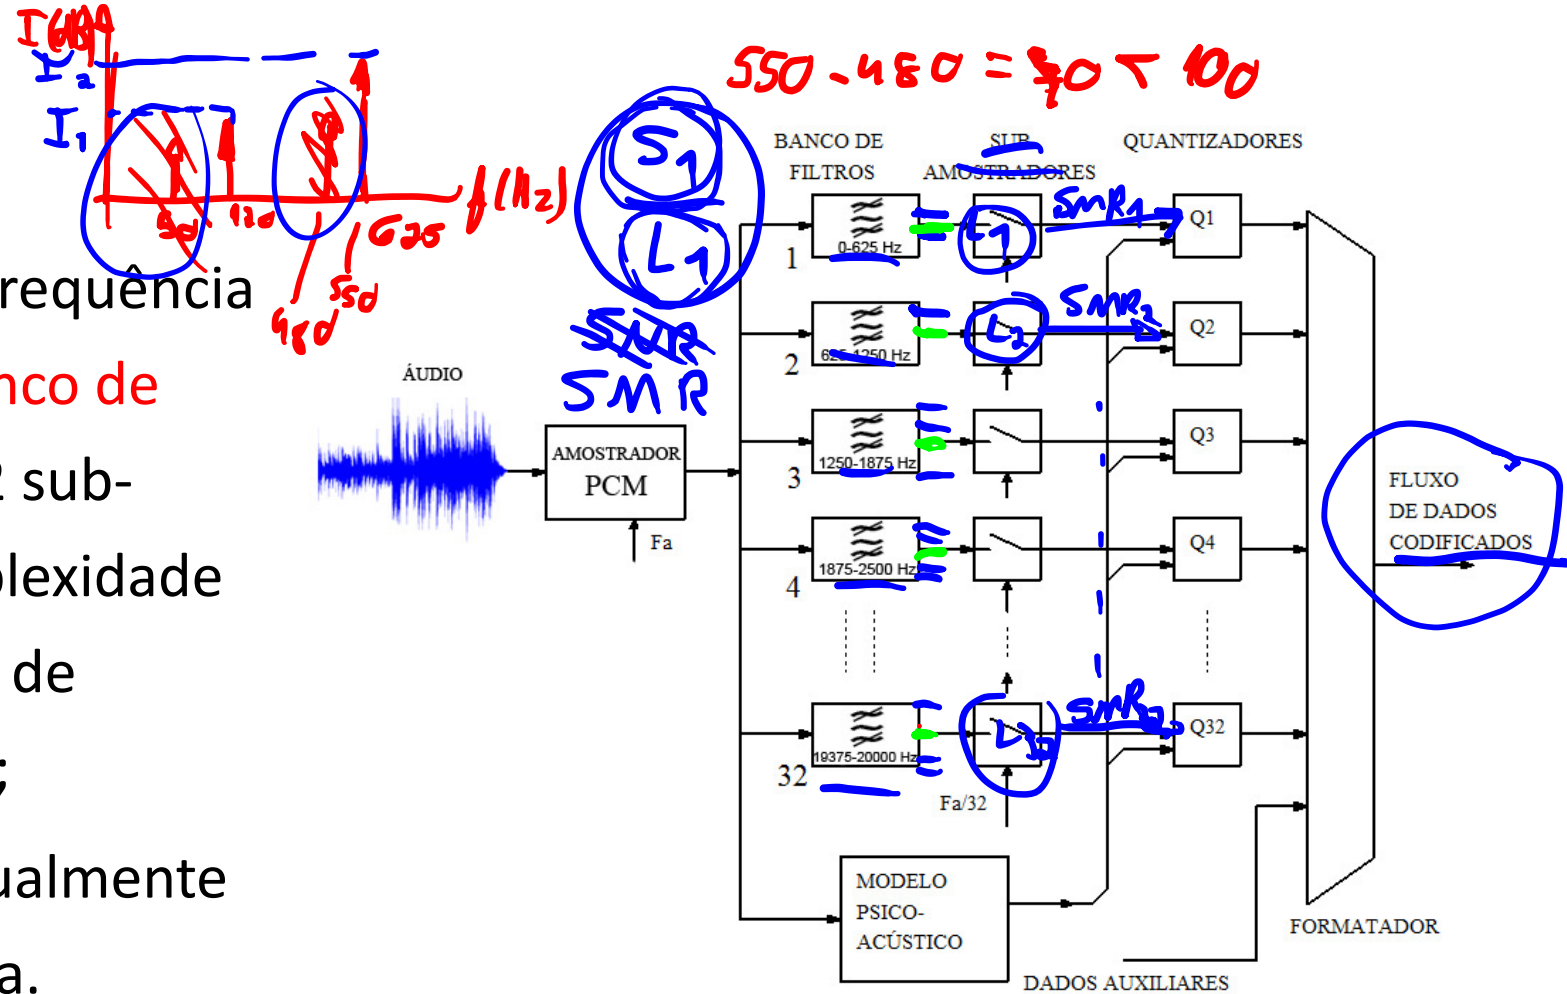 I(dB)
I2
I1
50
120
480
550
625
f(Hz)
550 - 480 = 70 < 100
S1
L1
SNR
SMR
requência
nco de
2 sub-
plexidade
de
;
ualmente
a.
ÁUDIO
AMOSTRADOR
PCM
Fa
BANCO DE
FILTROS
SUB
AMOSTRADORES
QUANTIZADORES
1
0-625 Hz
L1
SMR1
Q1
2
625-1250 Hz
L2
SMR2
Q2
3
1250-1875 Hz
Q3
4
1875-2500 Hz
Q4
32
19375-20000 Hz
L32
SMR32
Q32
Fa/32
MODELO
PSICO-
ACÚSTICO
DADOS AUXILIARES
FORMATADOR
FLUXO
DE DADOS
CODIFICADOS